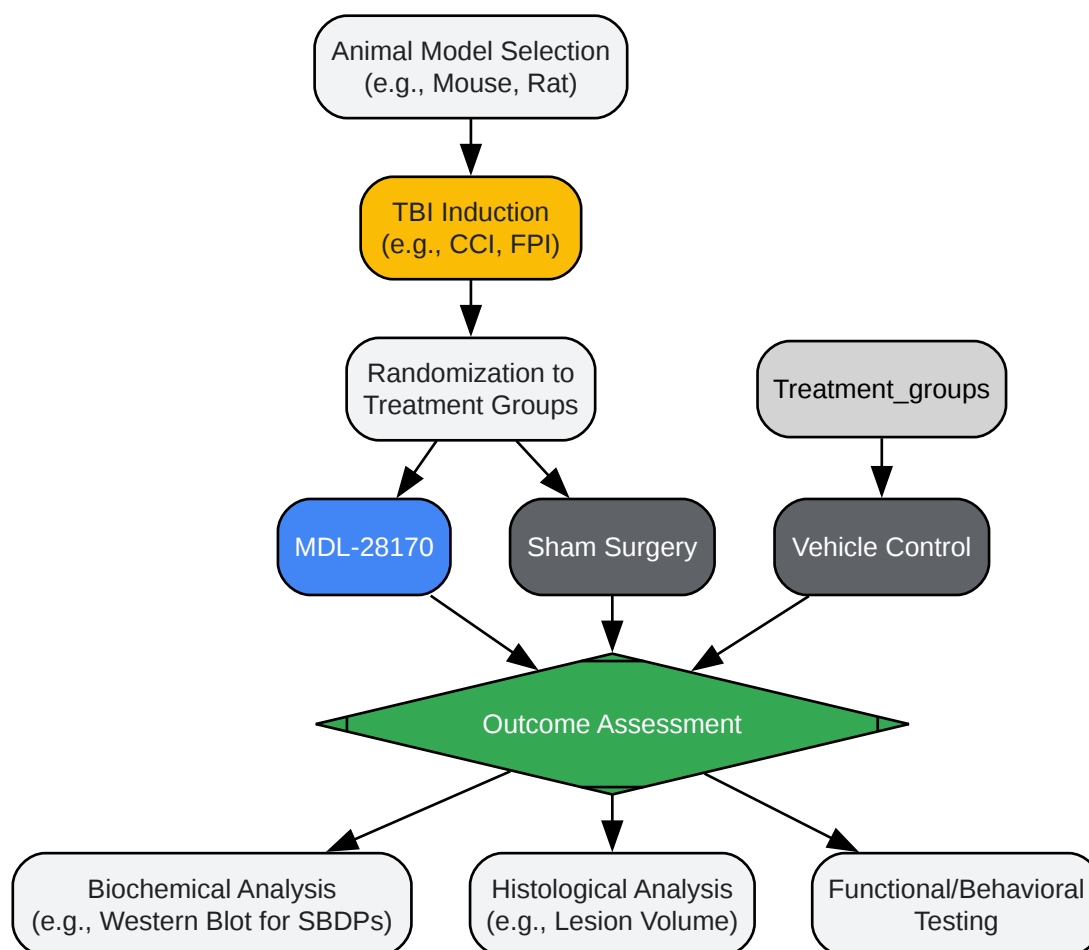 Animal Model Selection
(e.g., Mouse, Rat)
TBI Induction
(e.g., CCI, FPI)
Randomization to
Treatment Groups
Treatment_groups
MDL-28170
Sham Surgery
Vehicle Control
Outcome Assessment
Biochemical Analysis
(e.g., Western Blot for SBDPs)
Histological Analysis
(e.g., Lesion Volume)
Functional/Behavioral
Testing